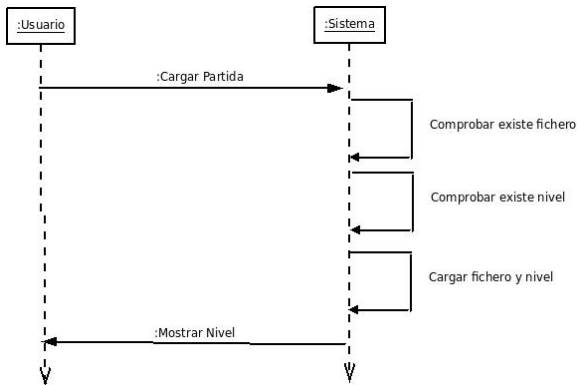 :Usuario
:Sistema
:Cargar Partida
Comprobar existe fichero
Comprobar existe nivel
Cargar fichero y nivel
:Mostrar Nivel